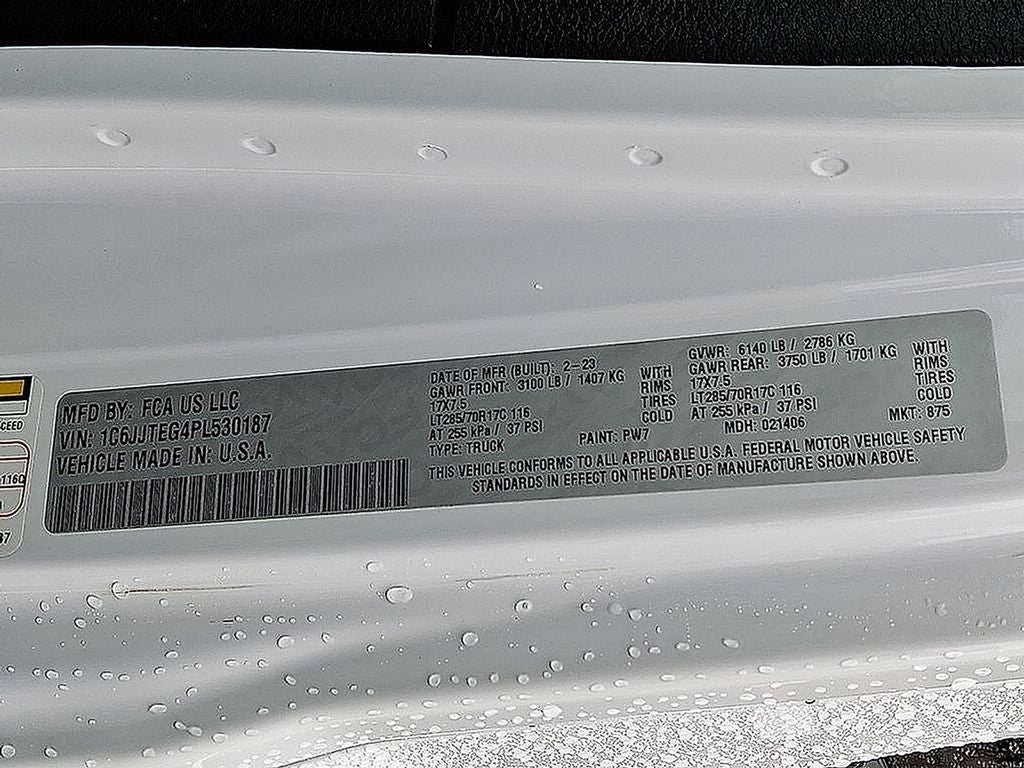 MFD BY: FCA US LLC
VIN: 1C6JJTEG4PL530187
VEHICLE MADE IN: U.S.A.
DATE OF MFR (BUILT): 2-23
GAWR FRONT: 3100 LB / 1407 KG WITH
17X7.5 RIMS
LT285/70R17C 116 TIRES
AT 255 kPa / 37 PSI COLD
TYPE: TRUCK
PAINT: PW7
GVWR: 6140 LB / 2786 KG
GAWR REAR: 3750 LB / 1701 KG WITH
17X7.5 RIMS
LT285/70R17C 116 TIRES
AT 255 kPa / 37 PSI COLD
MDH: 021406 MKT: 875
THIS VEHICLE CONFORMS TO ALL APPLICABLE U.S.A. FEDERAL MOTOR VEHICLE SAFETY
STANDARDS IN EFFECT ON THE DATE OF MANUFACTURE SHOWN ABOVE.